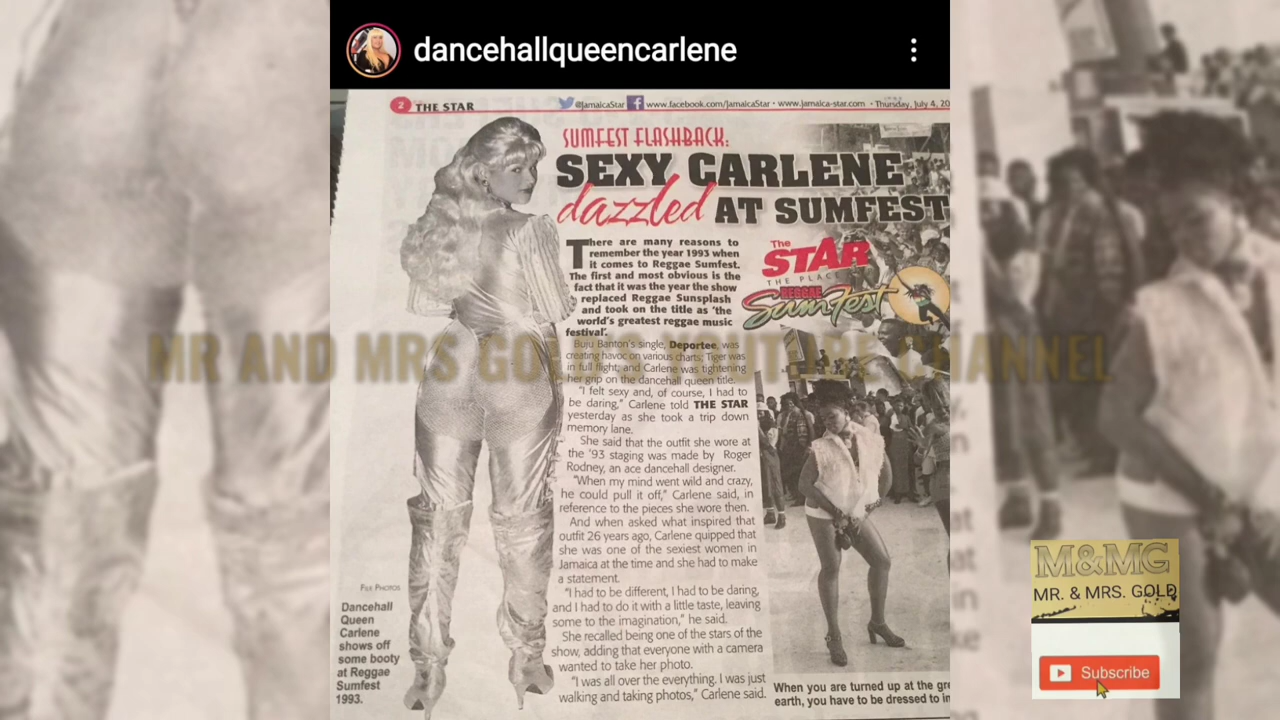 dancehallqueencarlene
2 THE STAR
@JamaicaStar
www.facebook.com/JamaicaStar • www.jamaica-star.com • Thursday, July 4, 20
SUMFEST FLASHBACK:
SEXY CARLENE
dazzled AT SUMFEST
There are many reasons to
remember the year 1993 when
it comes to Reggae Sumfest.
The first and most obvious is the
fact that it was the year the show
replaced Reggae Sunsplash
and took on the title as 'the
world's greatest reggae music
festival'.
Buju Banton's single, Deportee, was
creating havoc on various charts; Tiger was
in full flight; and Carlene was tightening
her grip on the dancehall queen title.
"I felt sexy and, of course, I had to
be daring," Carlene told THE STAR
yesterday as she took a trip down
memory lane.
She said that the outfit she wore at
the '93 staging was made by Roger
Rodney, an ace dancehall designer.
"When my mind went wild and crazy,
he could pull it off," Carlene said, in
reference to the pieces she wore then.
And when asked what inspired that
outfit 26 years ago, Carlene quipped that
she was one of the sexiest women in
Jamaica at the time and she had to make
a statement.
"I had to be different, I had to be daring,
and I had to do it with a little taste, leaving
some to the imagination," he said.
She recalled being one of the stars of the
show, adding that everyone with a camera
wanted to take her photo.
"I was all over the everything. I was just
walking and taking photos," Carlene said.
The
STAR
THE PLACE
REGGAE
SumFest
FILE PHOTOS
Dancehall
Queen
Carlene
shows off
some booty
at Reggae
Sumfest
1993.
When you are turned up at the gre
earth, you have to be dressed to im
MR AND MRS GOLD YOUTUBE CHANNEL
M&MG
MR. & MRS. GOLD
Subscribe